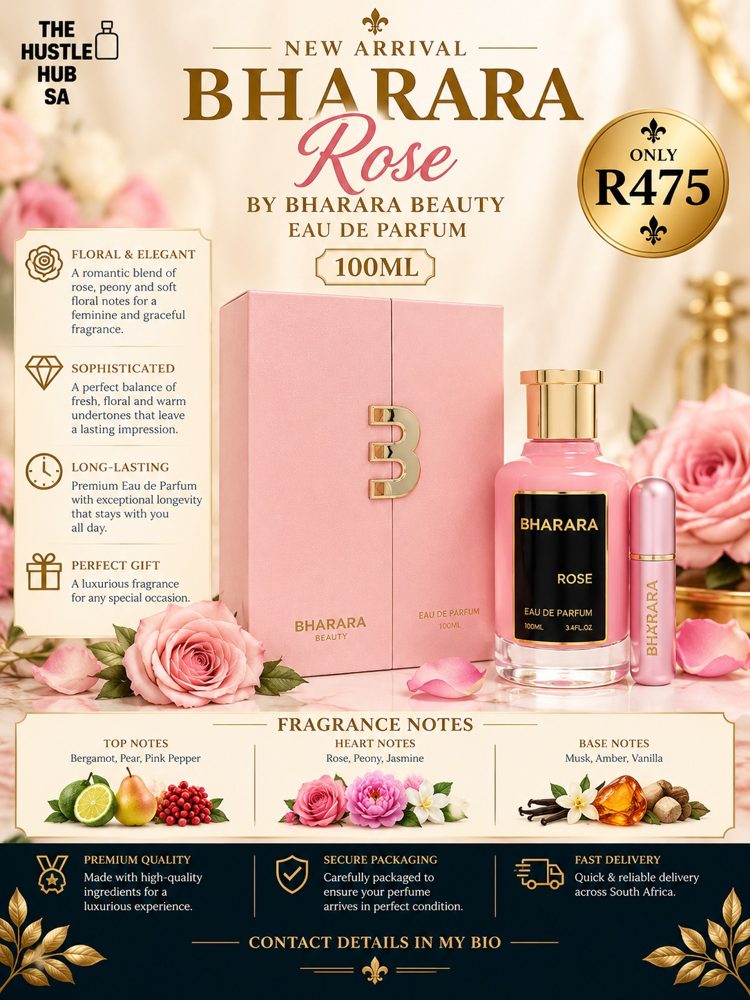 THE
HUSTLE
HUB
SA
NEW ARRIVAL
BHARARA
Rose
BY BHARARA BEAUTY
EAU DE PARFUM
100ML
ONLY
R475
FLORAL & ELEGANT
A romantic blend of
rose, peony and soft
floral notes for a
feminine and graceful
fragrance.
SOPHISTICATED
A perfect balance of
fresh, floral and warm
undertones that leave
a lasting impression.
LONG-LASTING
Premium Eau de Parfum
with exceptional longevity
that stays with you
all day.
PERFECT GIFT
A luxurious fragrance
for any special occasion.
B
BHARARA
BEAUTY
EAU DE PARFUM
100ML
BHARARA
ROSE
EAU DE PARFUM
100ML 3.4FL.OZ
BHARARA
FRAGRANCE NOTES
TOP NOTES
Bergamot, Pear, Pink Pepper
HEART NOTES
Rose, Peony, Jasmine
BASE NOTES
Musk, Amber, Vanilla
PREMIUM QUALITY
Made with high-quality
ingredients for a
luxurious experience.
SECURE PACKAGING
Carefully packaged to
ensure your perfume
arrives in perfect condition.
FAST DELIVERY
Quick & reliable delivery
across South Africa.
CONTACT DETAILS IN MY BIO